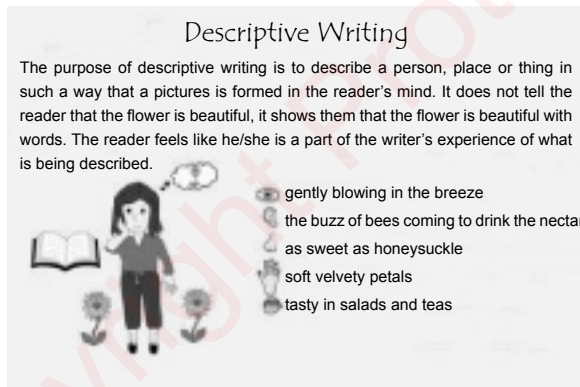 Descriptive Writing
The purpose of descriptive writing is to describe a person, place or thing in
such a way that a pictures is formed in the reader's mind. It does not tell the
reader that the flower is beautiful, it shows them that the flower is beautiful with
words. The reader feels like he/she is a part of the writer's experience of what
is being described.
gently blowing in the breeze
the buzz of bees coming to drink the necta
as sweet as honeysuckle
soft velvety petals
tasty in salads and teas